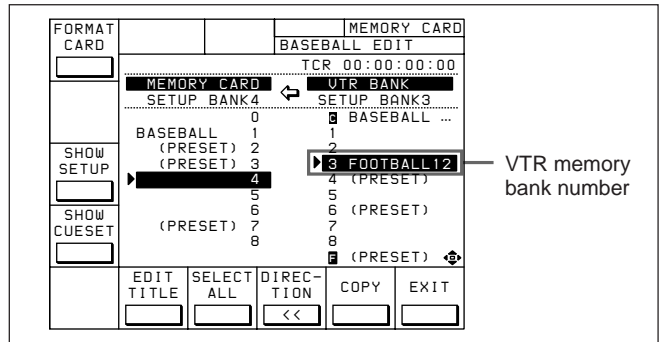 FORMAT
CARD
MEMORY CARD
BASEBALL EDIT
TCR 00:00:00:00
MEMORY CARD
SETUP BANK4
VTR BANK
SETUP BANK3
0
BASEBALL 1
(PRESET) 2
(PRESET) 3
4
5
6
(PRESET) 7
8
C BASEBALL ...
1
2
3 FOOTBALL12
4 (PRESET)
5
6 (PRESET)
7
8
F (PRESET)
SHOW
SETUP
SHOW
CUESET
VTR memory
bank number
EDIT
TITLE
SELECT
ALL
DIREC-
TION
<<
COPY
EXIT